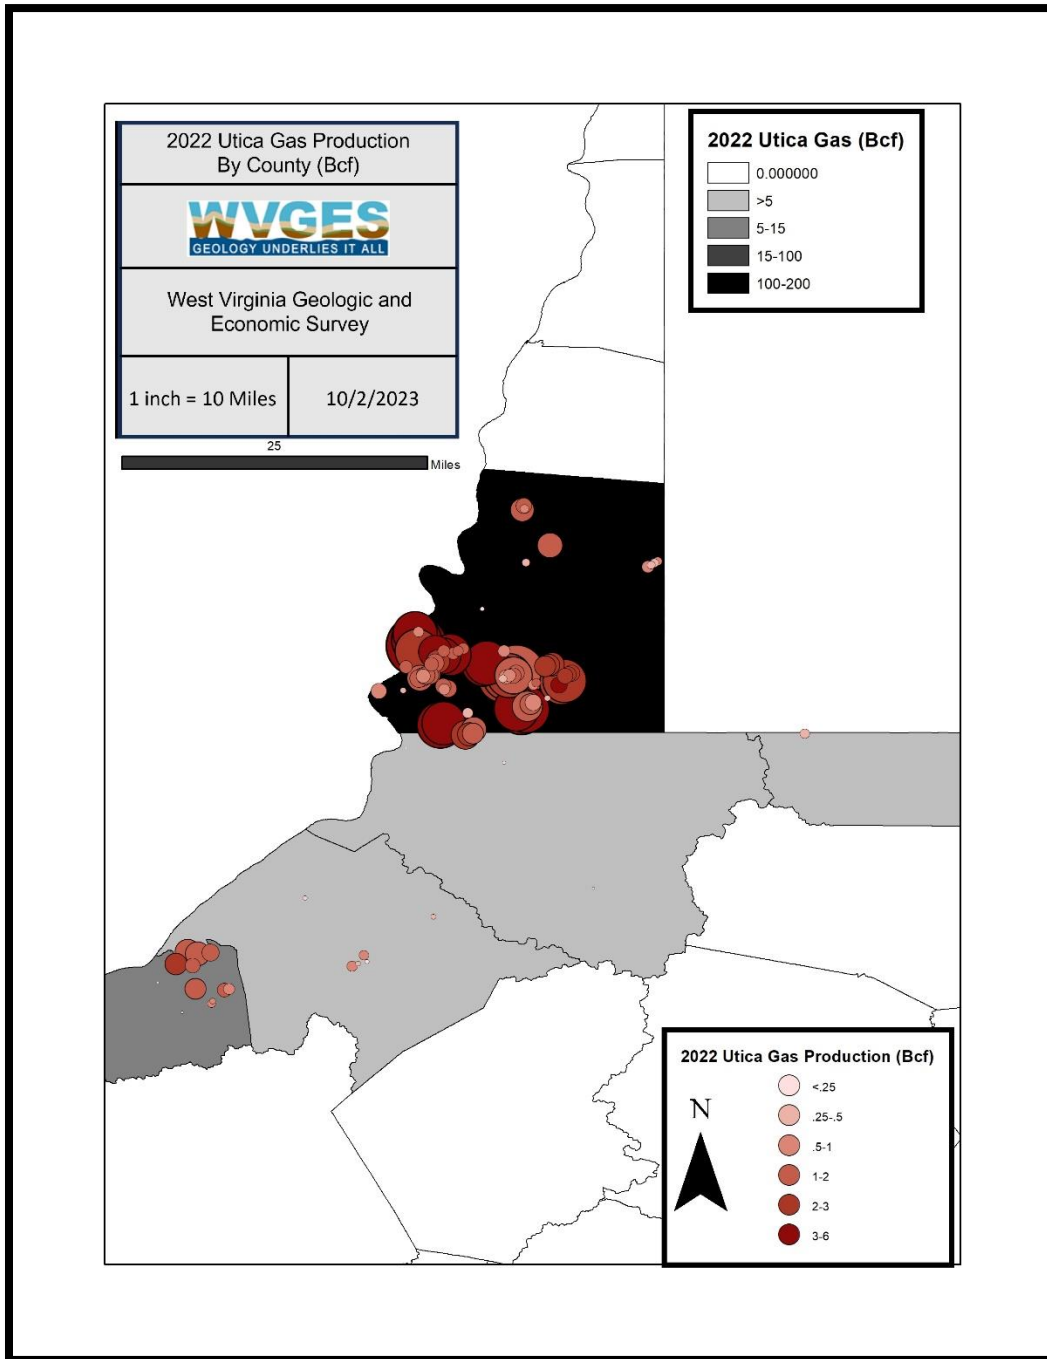 2022 Utica Gas Production
By County (Bcf)
WVGES
GEOLOGY UNDERLIES IT ALL
West Virginia Geologic and
Economic Survey
1 inch = 10 Miles
10/2/2023
25
Miles
2022 Utica Gas (Bcf)
0.000000
>5
5-15
15-100
100-200
2022 Utica Gas Production (Bcf)
N
<.25
.25-.5
.5-1
1-2
2-3
3-6